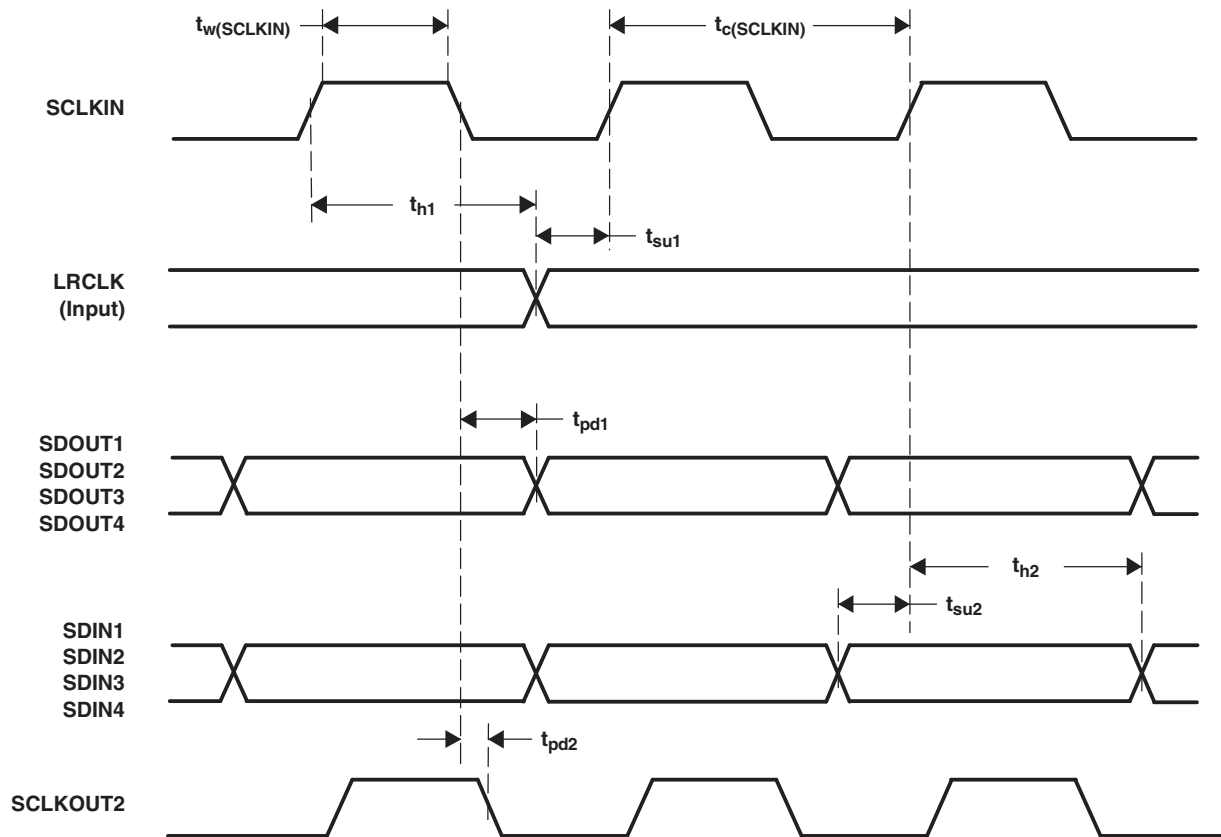 tw(SCLKIN)
tc(SCLKIN)
SCLKIN
th1
tsu1
LRCLK
(Input)
tpd1
SDOUT1
SDOUT2
SDOUT3
SDOUT4
th2
tsu2
SDIN1
SDIN2
SDIN3
SDIN4
tpd2
SCLKOUT2